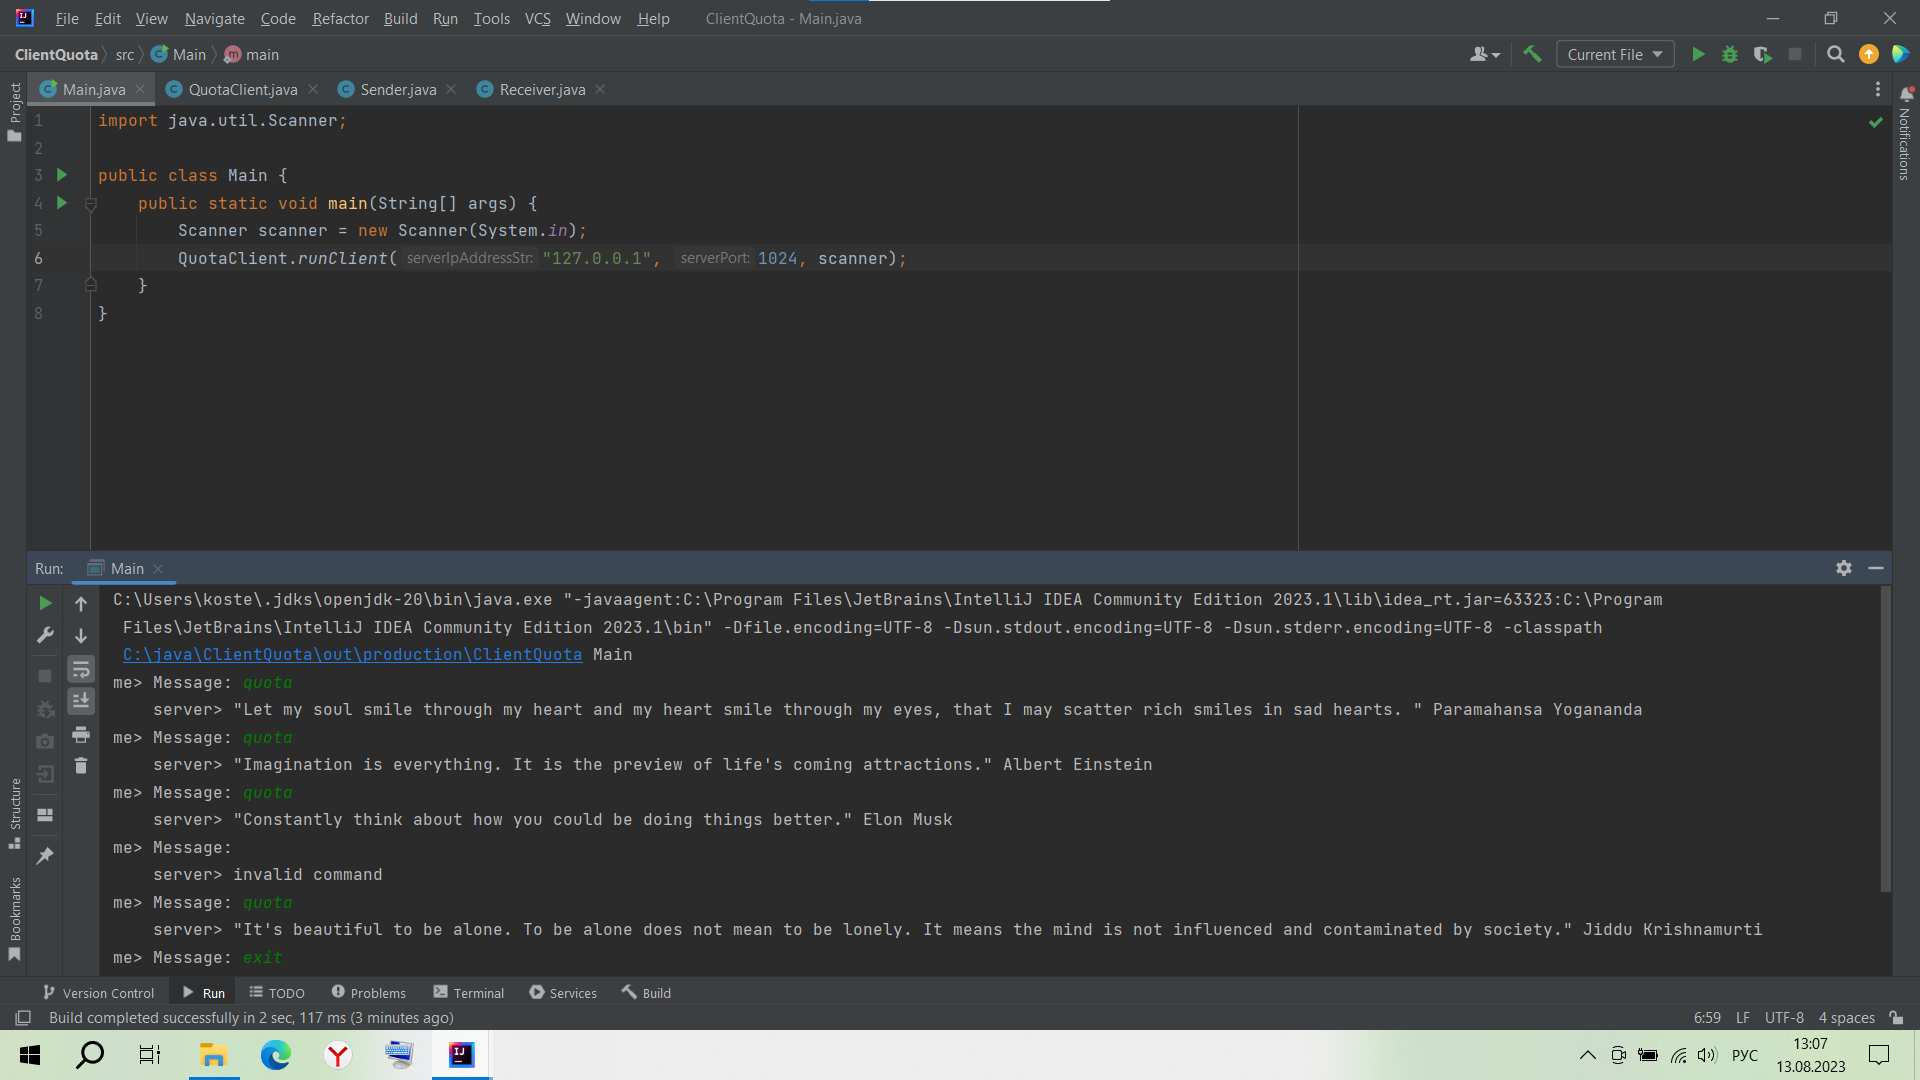 File Edit View Navigate Code Refactor Build Run Tools VCS Window Help ClientQuota - Main.java
ClientQuota src Main main Current File
Main.java QuotaClient.java Sender.java Receiver.java
Project
Notifications
1 import java.util.Scanner;
2
3 public class Main {
4 public static void main(String[] args) {
5 Scanner scanner = new Scanner(System.in);
6 QuotaClient.runClient( serverIpAddressStr: "127.0.0.1", serverPort: 1024, scanner);
7 }
8 }
Run: Main
C:\Users\koste\.jdks\openjdk-20\bin\java.exe "-javaagent:C:\Program Files\JetBrains\IntelliJ IDEA Community Edition 2023.1\lib\idea_rt.jar=63323:C:\Program
Files\JetBrains\IntelliJ IDEA Community Edition 2023.1\bin" -Dfile.encoding=UTF-8 -Dsun.stdout.encoding=UTF-8 -Dsun.stderr.encoding=UTF-8 -classpath
C:\java\ClientQuota\out\production\ClientQuota Main
me> Message: quota
server> "Let my soul smile through my heart and my heart smile through my eyes, that I may scatter rich smiles in sad hearts. " Paramahansa Yogananda
me> Message: quota
server> "Imagination is everything. It is the preview of life's coming attractions." Albert Einstein
me> Message: quota
server> "Constantly think about how you could be doing things better." Elon Musk
me> Message:
server> invalid command
me> Message: quota
server> "It's beautiful to be alone. To be alone does not mean to be lonely. It means the mind is not influenced and contaminated by society." Jiddu Krishnamurti
me> Message: exit
Structure
Bookmarks
Version Control Run TODO Problems Terminal Services Build
Build completed successfully in 2 sec, 117 ms (3 minutes ago) 6:59 LF UTF-8 4 spaces
РУС 13:07
13.08.2023